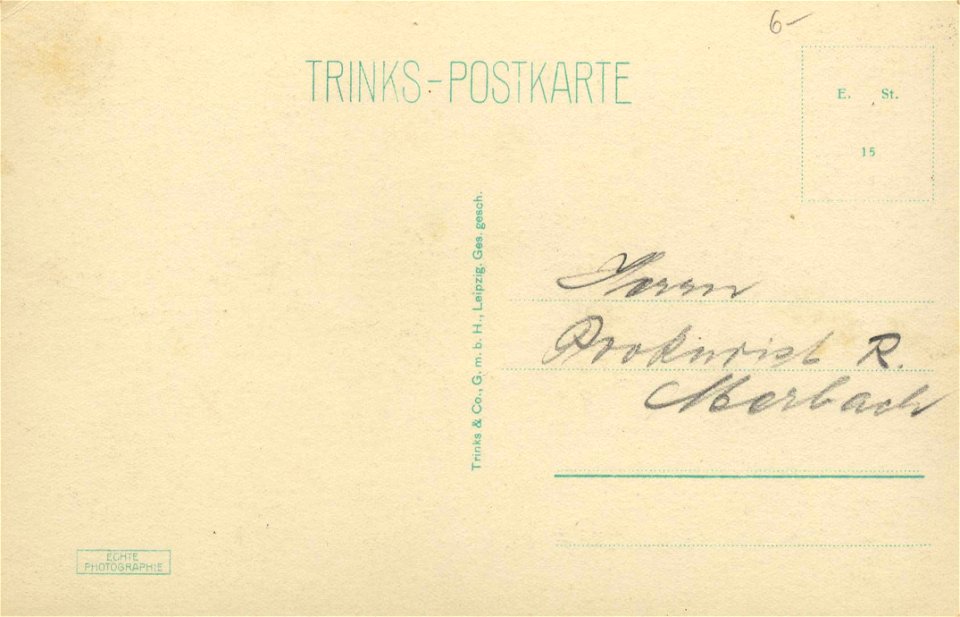 6-
TRINKS-POSTKARTE
E. St.
15
Trinks & Co., G. m. b. H., Leipzig. Ges. gesch.
Herrn
Prokurist R.
Merbach
ECHTE
PHOTOGRAPHIE